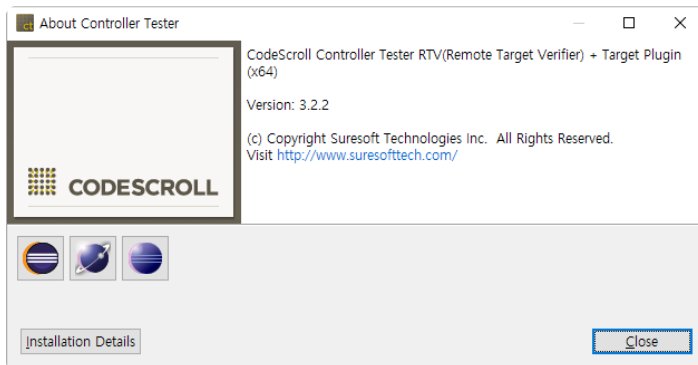 ct About Controller Tester
CodeScroll Controller Tester RTV(Remote Target Verifier) + Target Plugin
(x64)
Version: 3.2.2
(c) Copyright Suresoft Technologies Inc.  All Rights Reserved.
Visit http://www.suresofttech.com/
CODESCROLL
Installation Details
Close